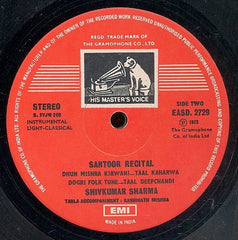 REGD. TRADE MARK OF
THE GRAMOPHONE CO., LTD.
HIS MASTER'S VOICE
STEREO
INSTRUMENTAL
LIGHT-CLASSICAL
SIDE TWO
EASD. 2729
The Gramophone
Co. of India Ltd
SANTOOR RECITAL
DHUN MISHRA KIRWANI...TAAL KAHARWA
DOGRI FOLK TUNE...TAAL DEEPCHANDI
SHIVKUMAR SHARMA
TABLA ACCOMPANIMENT : KASHINATH MISHRA
EMI
MADE IN INDIA